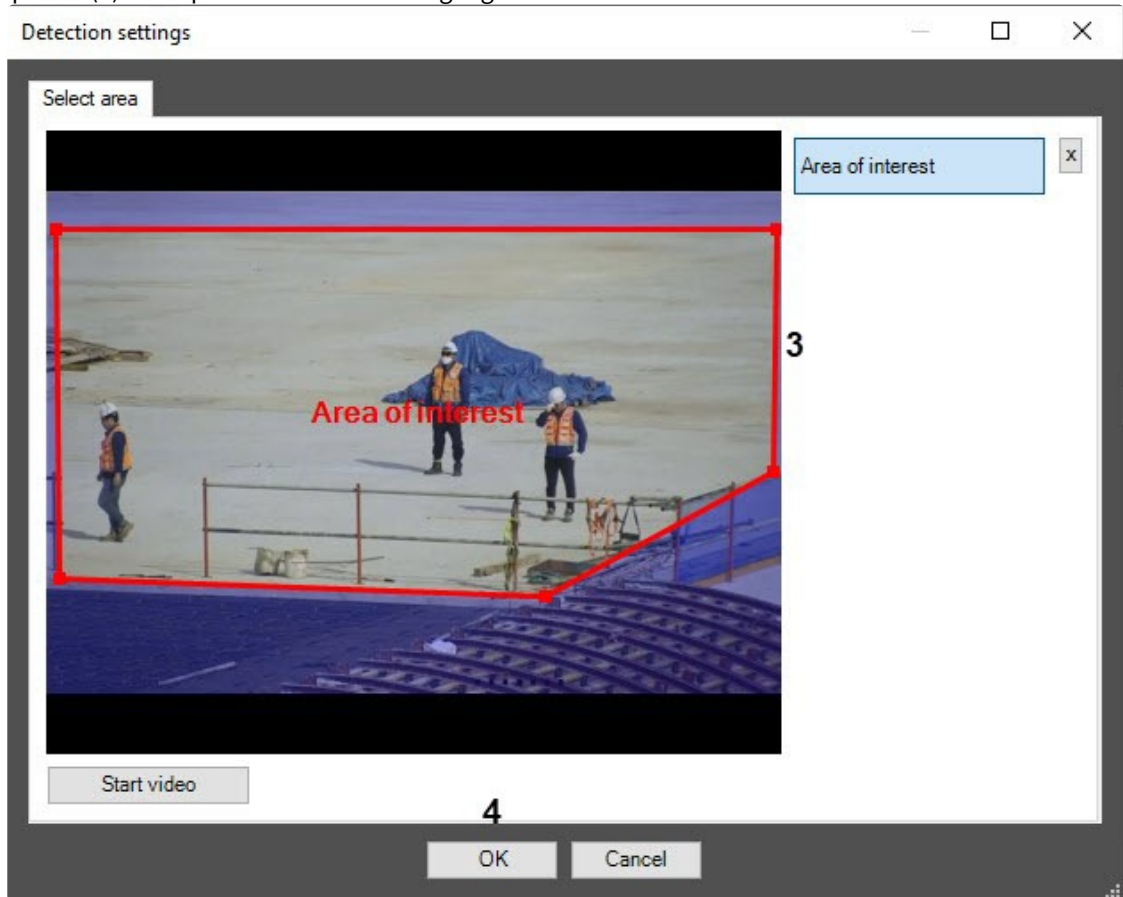 Detection settings
Select area
Area of interest
x
3
Area of interest
Start video
4
OK
Cancel